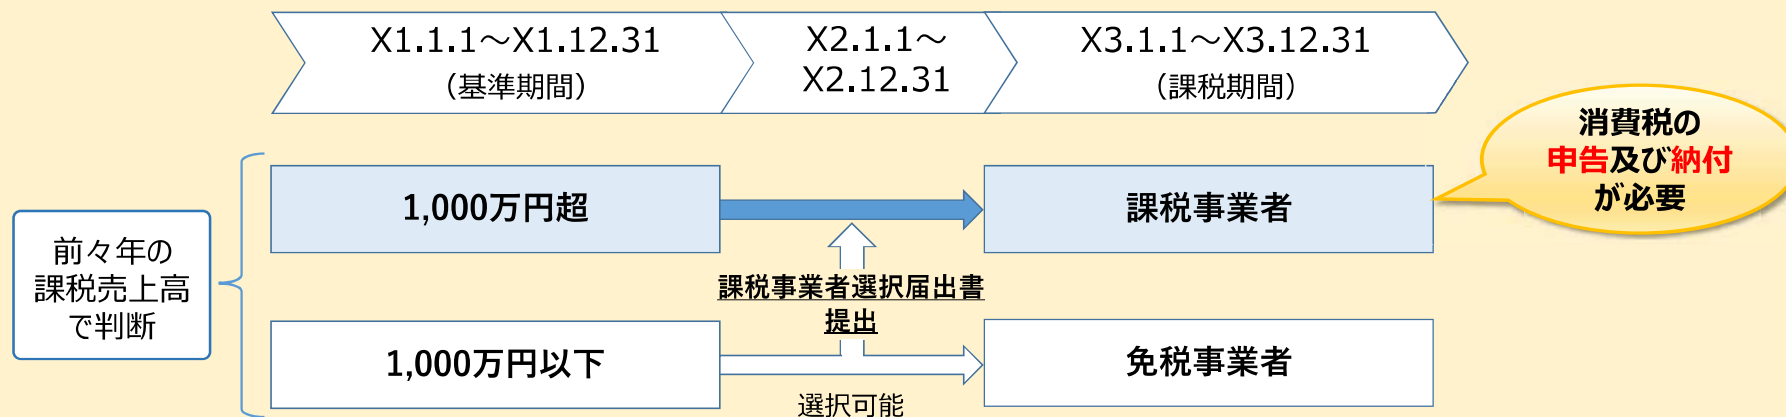 X1.1.1～X1.12.31
（基準期間）
X2.1.1～
X2.12.31
X3.1.1～X3.12.31
（課税期間）
消費税の
申告及び納付
が必要
前々年の
課税売上高
で判断
1,000万円超
課税事業者
課税事業者選択届出書
提出
1,000万円以下
免税事業者
選択可能